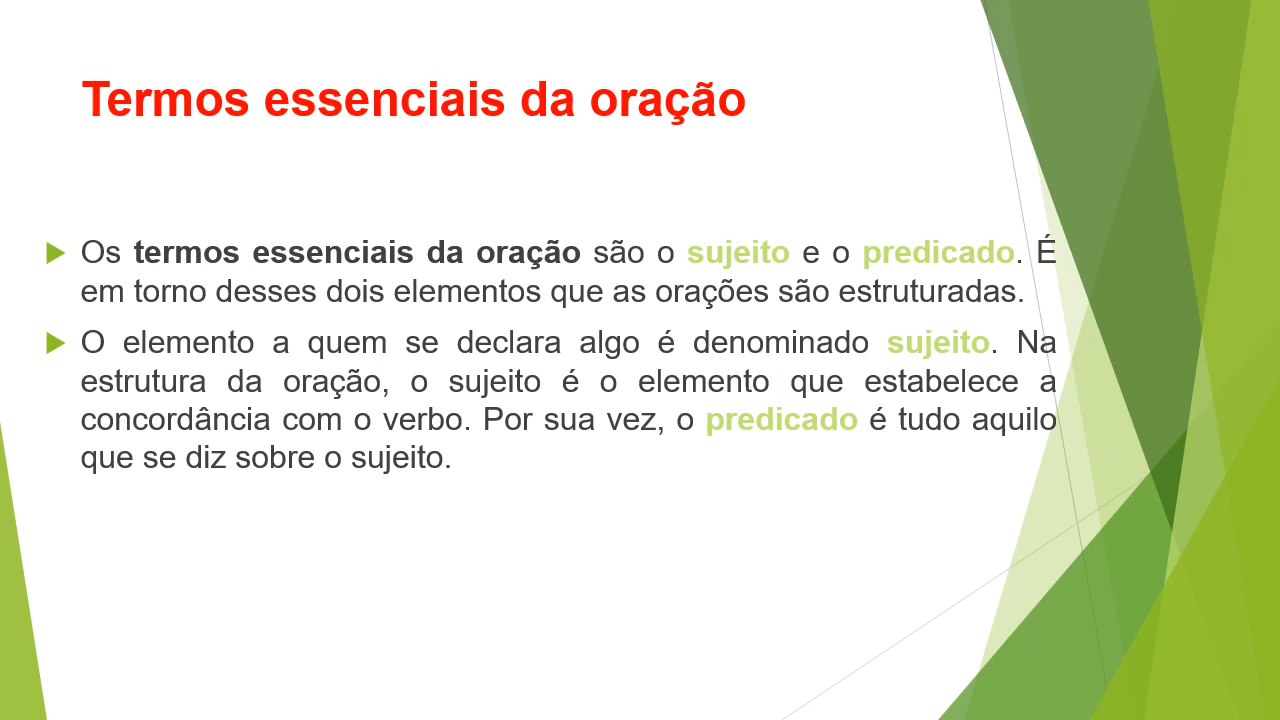 Termos essenciais da oração
Os termos essenciais da oração são o sujeito e o predicado. É
em torno desses dois elementos que as orações são estruturadas.
O elemento a quem se declara algo é denominado sujeito. Na
estrutura da oração, o sujeito é o elemento que estabelece a
concordância com o verbo. Por sua vez, o predicado é tudo aquilo
que se diz sobre o sujeito.